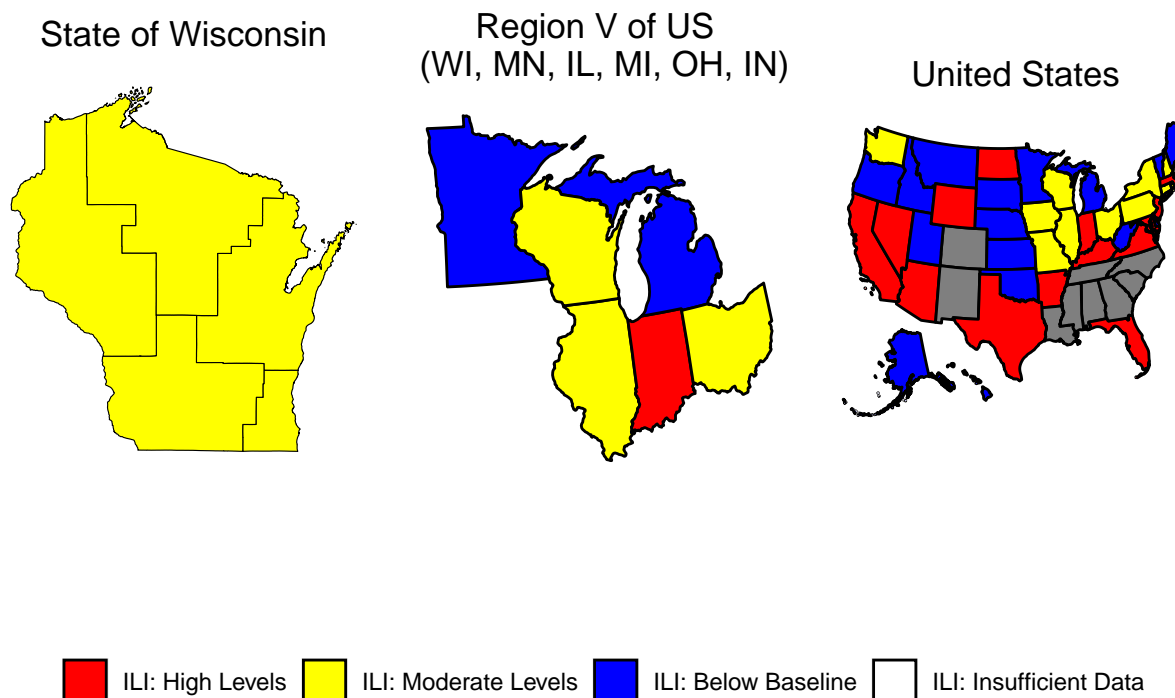 State of Wisconsin
Region V of US
(WI, MN, IL, MI, OH, IN)
United States
ILI: High Levels
ILI: Moderate Levels
ILI: Below Baseline
ILI: Insufficient Data